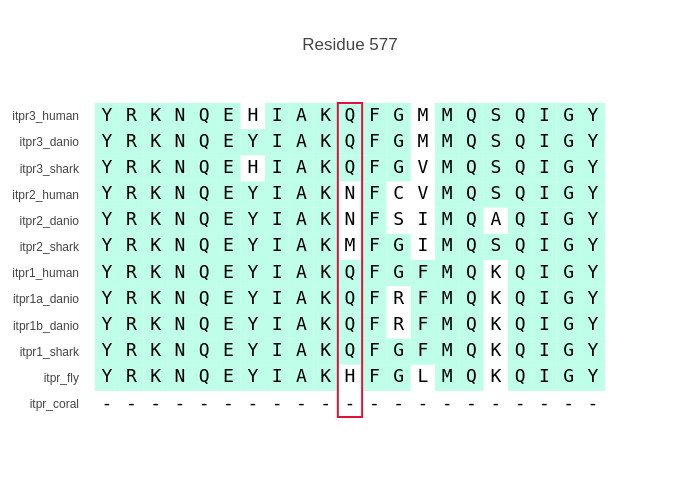 Residue 577
itpr3_human Y R K N Q E H I A K Q F G M M Q S Q I G Y
itpr3_danio Y R K N Q E Y I A K Q F G M M Q S Q I G Y
itpr3_shark Y R K N Q E H I A K Q F G V M Q S Q I G Y
itpr2_human Y R K N Q E Y I A K N F C V M Q S Q I G Y
itpr2_danio Y R K N Q E Y I A K N F S I M Q A Q I G Y
itpr2_shark Y R K N Q E Y I A K M F G I M Q S Q I G Y
itpr1_human Y R K N Q E Y I A K Q F G F M Q K Q I G Y
itpr1a_danio Y R K N Q E Y I A K Q F R F M Q K Q I G Y
itpr1b_danio Y R K N Q E Y I A K Q F R F M Q K Q I G Y
itpr1_shark Y R K N Q E Y I A K Q F G F M Q K Q I G Y
itpr_fly Y R K N Q E Y I A K H F G L M Q K Q I G Y
itpr_coral - - - - - - - - - - - - - - - - - - - - -